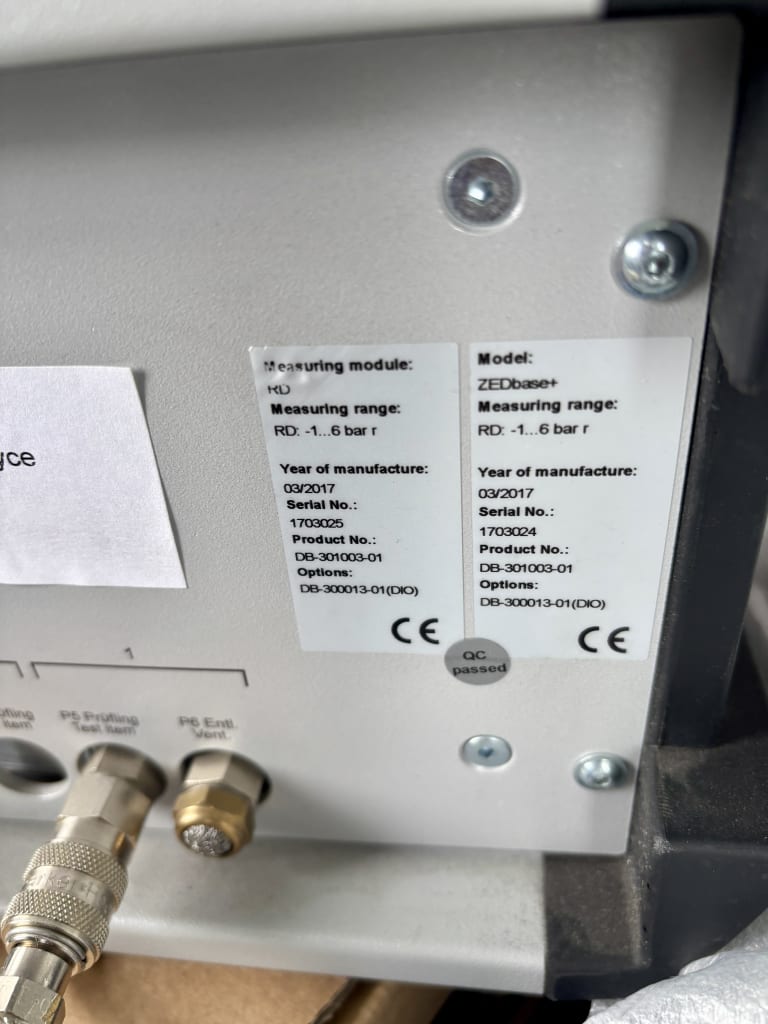 Measuring module:
RD
Measuring range:
RD: -1...6 bar r
Year of manufacture:
03/2017
Serial No.:
1703025
Product No.:
DB-301003-01
Options:
DB-300013-01(DIO)
CE
Model:
ZEDbase+
Measuring range:
RD: -1...6 bar r
Year of manufacture:
03/2017
Serial No.:
1703024
Product No.:
DB-301003-01
Options:
DB-300013-01(DIO)
CE
QC
passed
yce
1
P5 Prüfling
Test item
P6 Entl.
Vent.